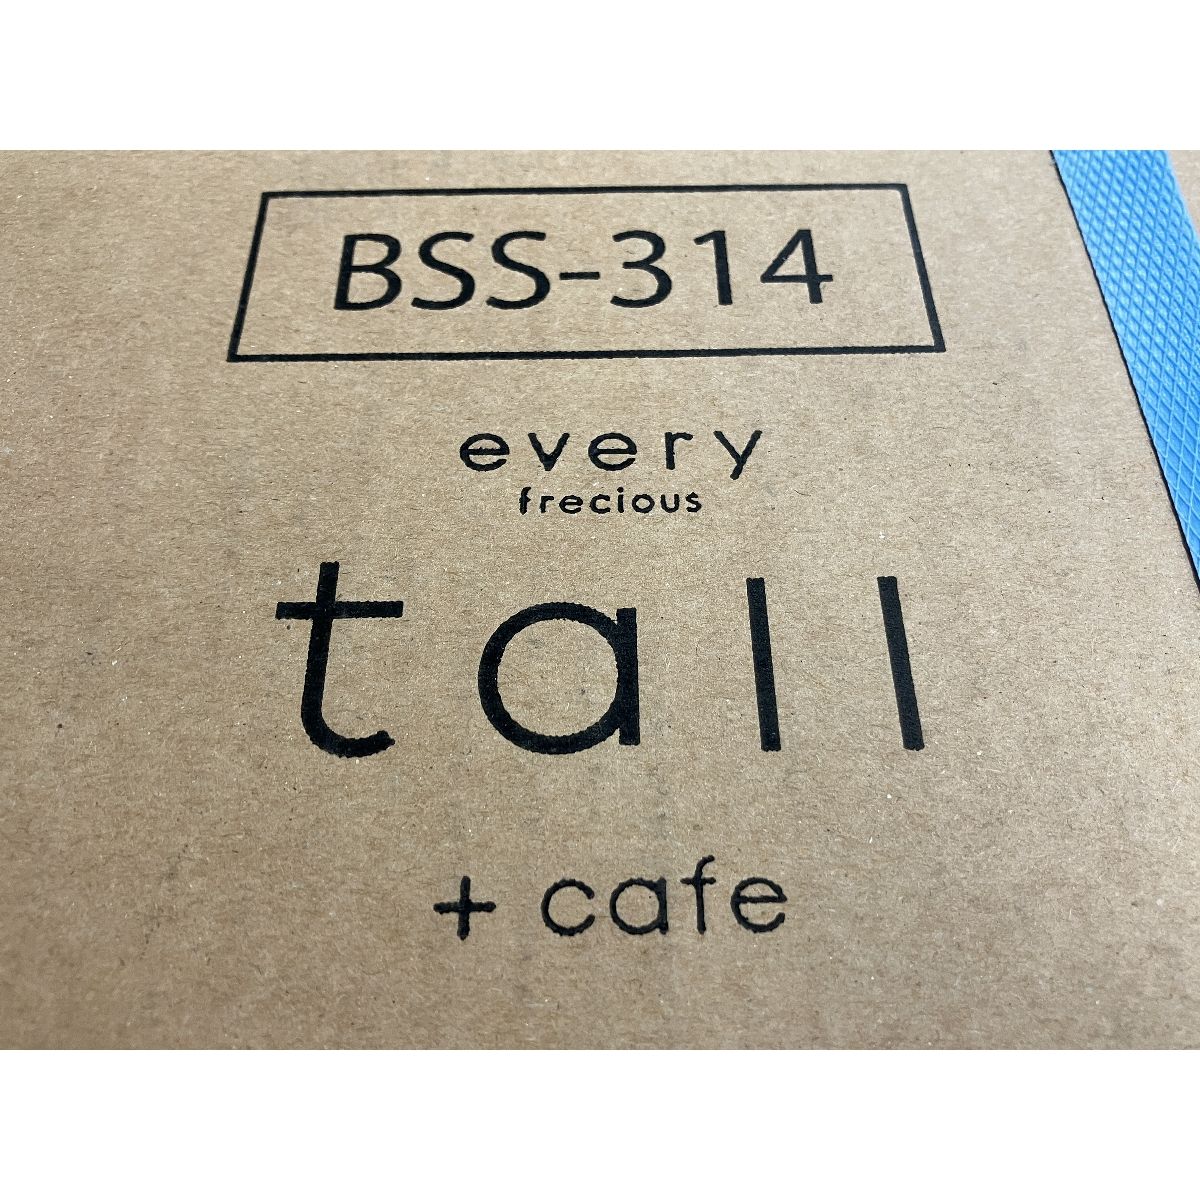 BSS-314
every
frecious
tall
+ cafe